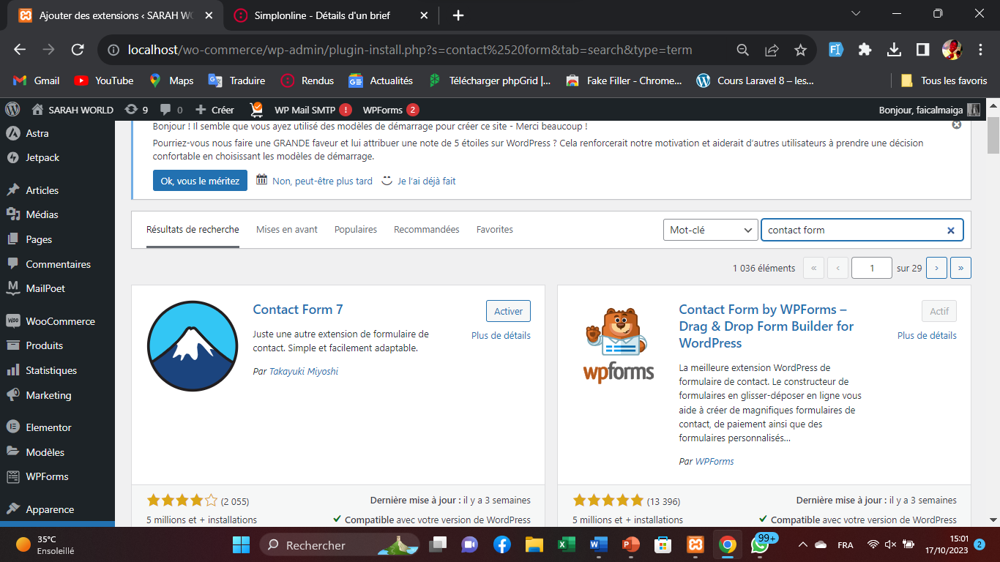 Ajouter des extensions ‹ SARAH WO
Simplonline - Détails d'un brief
localhost/wo-commerce/wp-admin/plugin-install.php?s=contact%2520form&tab=search&type=term
Gmail
YouTube
Maps
Traduire
Rendus
Actualités
Télécharger phpGrid |...
Fake Filler - Chrome...
Cours Laravel 8 – les...
Tous les favoris
SARAH WORLD
9
0
Créer
WP Mail SMTP !
WPForms 2
Bonjour, faicalmaiga
Astra
Jetpack
Articles
Médias
Pages
Commentaires
MailPoet
WooCommerce
Produits
Statistiques
Marketing
Elementor
Modèles
WPForms
Apparence
Bonjour ! Il semble que vous ayez utilisé des modèles de démarrage pour créer ce site - Merci beaucoup !
Pourriez-vous nous faire une GRANDE faveur et lui attribuer une note de 5 étoiles sur WordPress ? Cela renforcerait notre motivation et aiderait d'autres utilisateurs à prendre une décision
confortable en choisissant les modèles de démarrage.
Ok, vous le méritez
Non, peut-être plus tard
Je l'ai déjà fait
Résultats de recherche
Mises en avant
Populaires
Recommandées
Favorites
Mot-clé
contact form
1 036 éléments
«
‹
1
sur 29
›
»
Contact Form 7
Activer
Plus de détails
Juste une autre extension de formulaire de
contact. Simple et facilement adaptable.
Par Takayuki Miyoshi
(2 055)
5 millions et + installations
Dernière mise à jour : il y a 3 semaines
Compatible avec votre version de WordPress
wpforms
Contact Form by WPForms –
Drag & Drop Form Builder for
WordPress
Actif
Plus de détails
La meilleure extension WordPress de
formulaire de contact. Le constructeur de
formulaires en glisser-déposer en ligne vous
aide à créer de magnifiques formulaires de
contact, de paiement ainsi que des
formulaires personnalisés…
Par WPForms
(13 396)
5 millions et + installations
Dernière mise à jour : il y a 3 semaines
Compatible avec votre version de WordPress
35°C
Ensoleillé
Rechercher
99+
FRA
15:01
17/10/2023
2